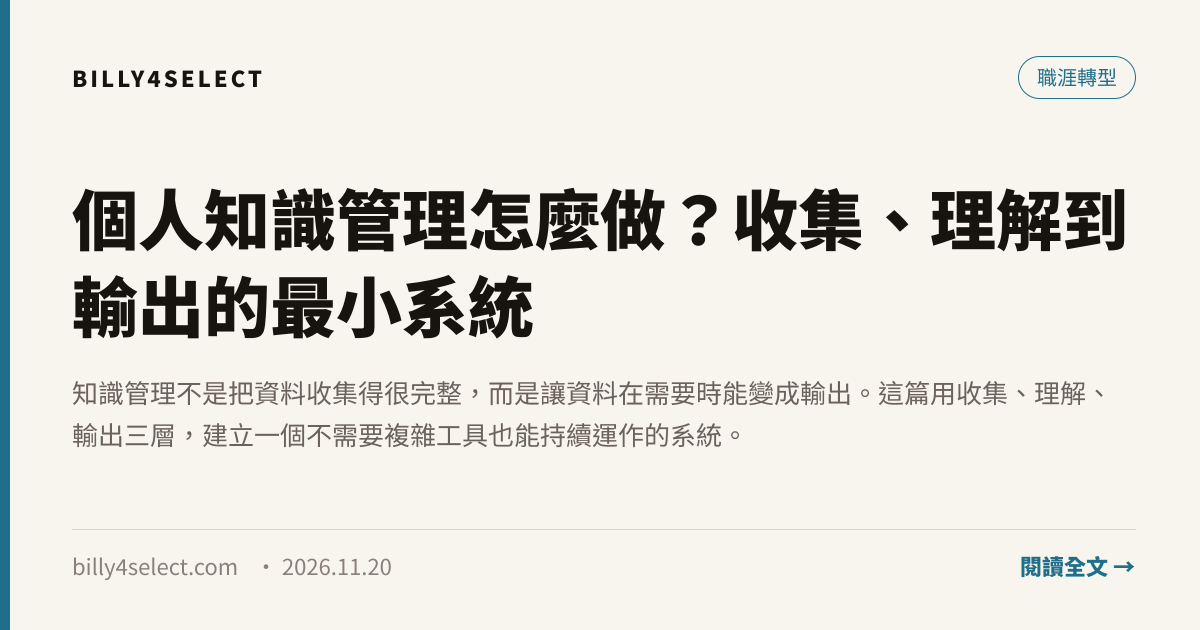 BILLY4SELECT
職涯轉型
個人知識管理怎麼做？收集、理解到
輸出的最小系統
知識管理不是把資料收集得很完整，而是讓資料在需要時能變成輸出。這篇用收集、理解、
輸出三層，建立一個不需要複雜工具也能持續運作的系統。
billy4select.com ・ 2026.11.20
閱讀全文 →